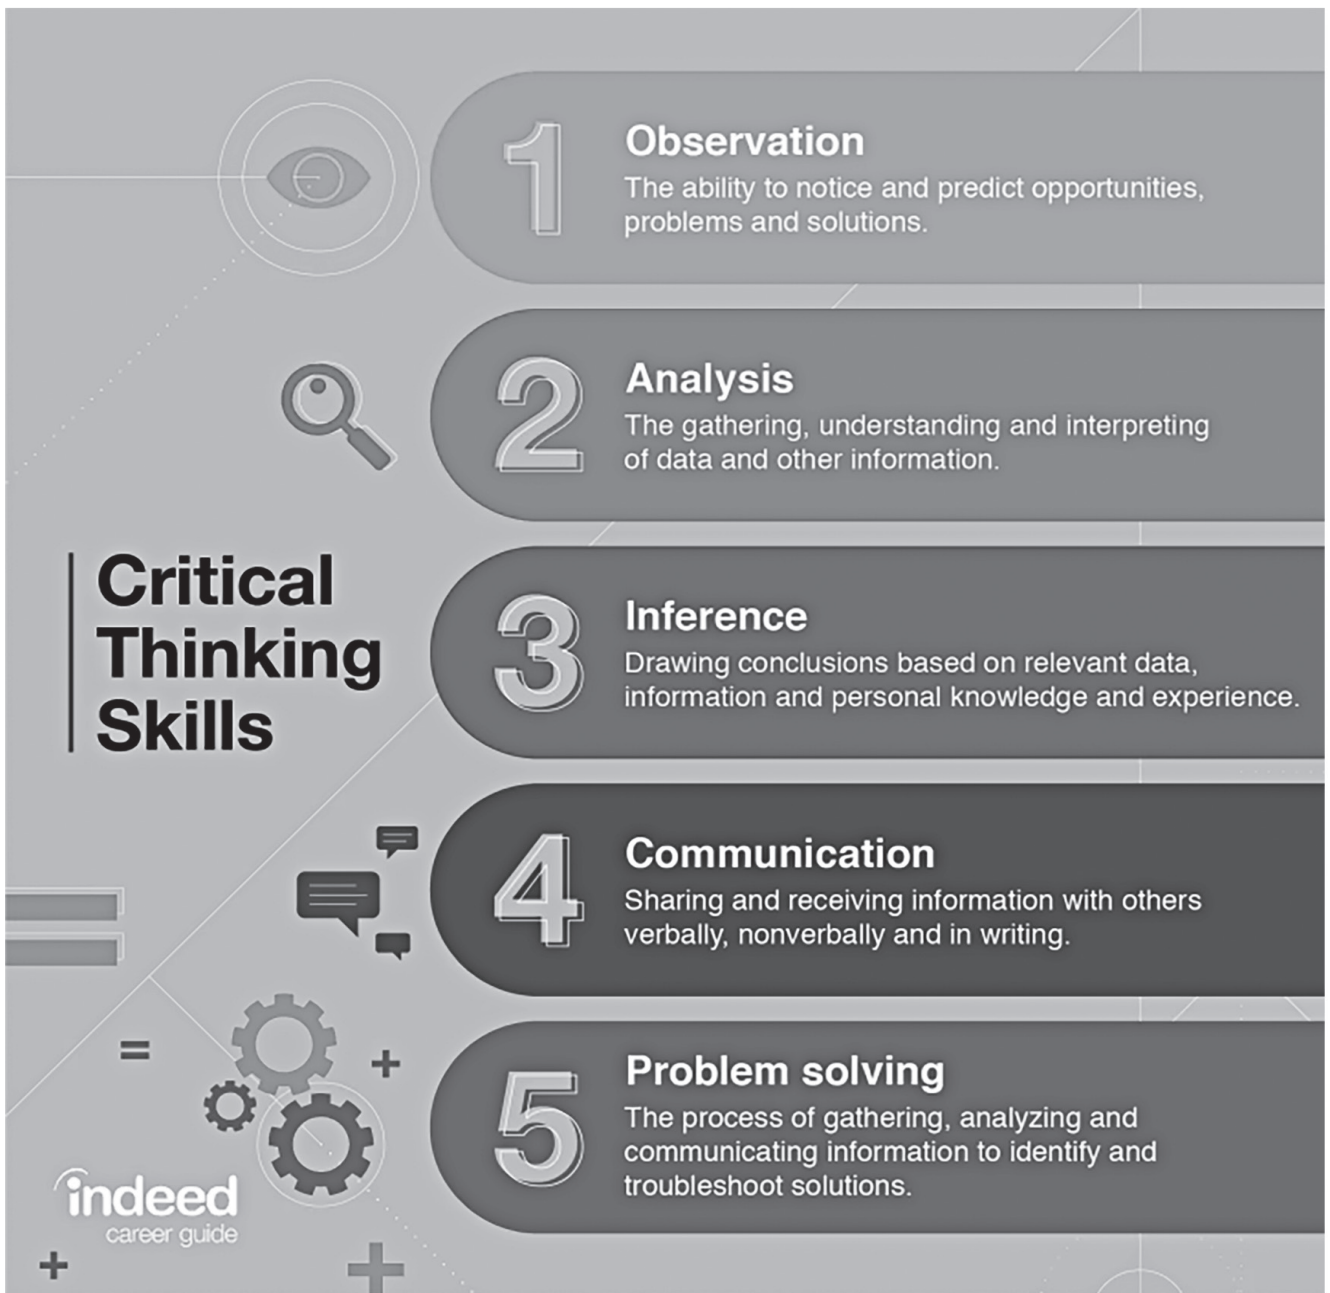 1
Observation
The ability to notice and predict opportunities,
problems and solutions.
2
Analysis
The gathering, understanding and interpreting
of data and other information.
Critical
Thinking
Skills
3
Inference
Drawing conclusions based on relevant data,
information and personal knowledge and experience.
4
Communication
Sharing and receiving information with others
verbally, nonverbally and in writing.
5
Problem solving
The process of gathering, analyzing and
communicating information to identify and
troubleshoot solutions.
indeed
career guide